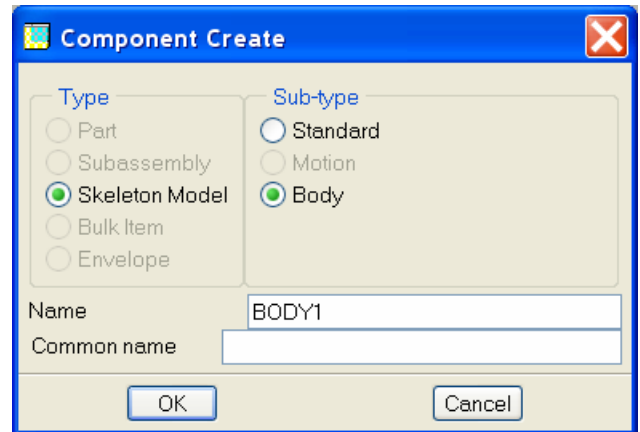 Component Create
Type
Sub-type
Part
Standard
Subassembly
Motion
Skeleton Model
Body
Bulk Item
Envelope
Name
BODY1
Common name
OK
Cancel